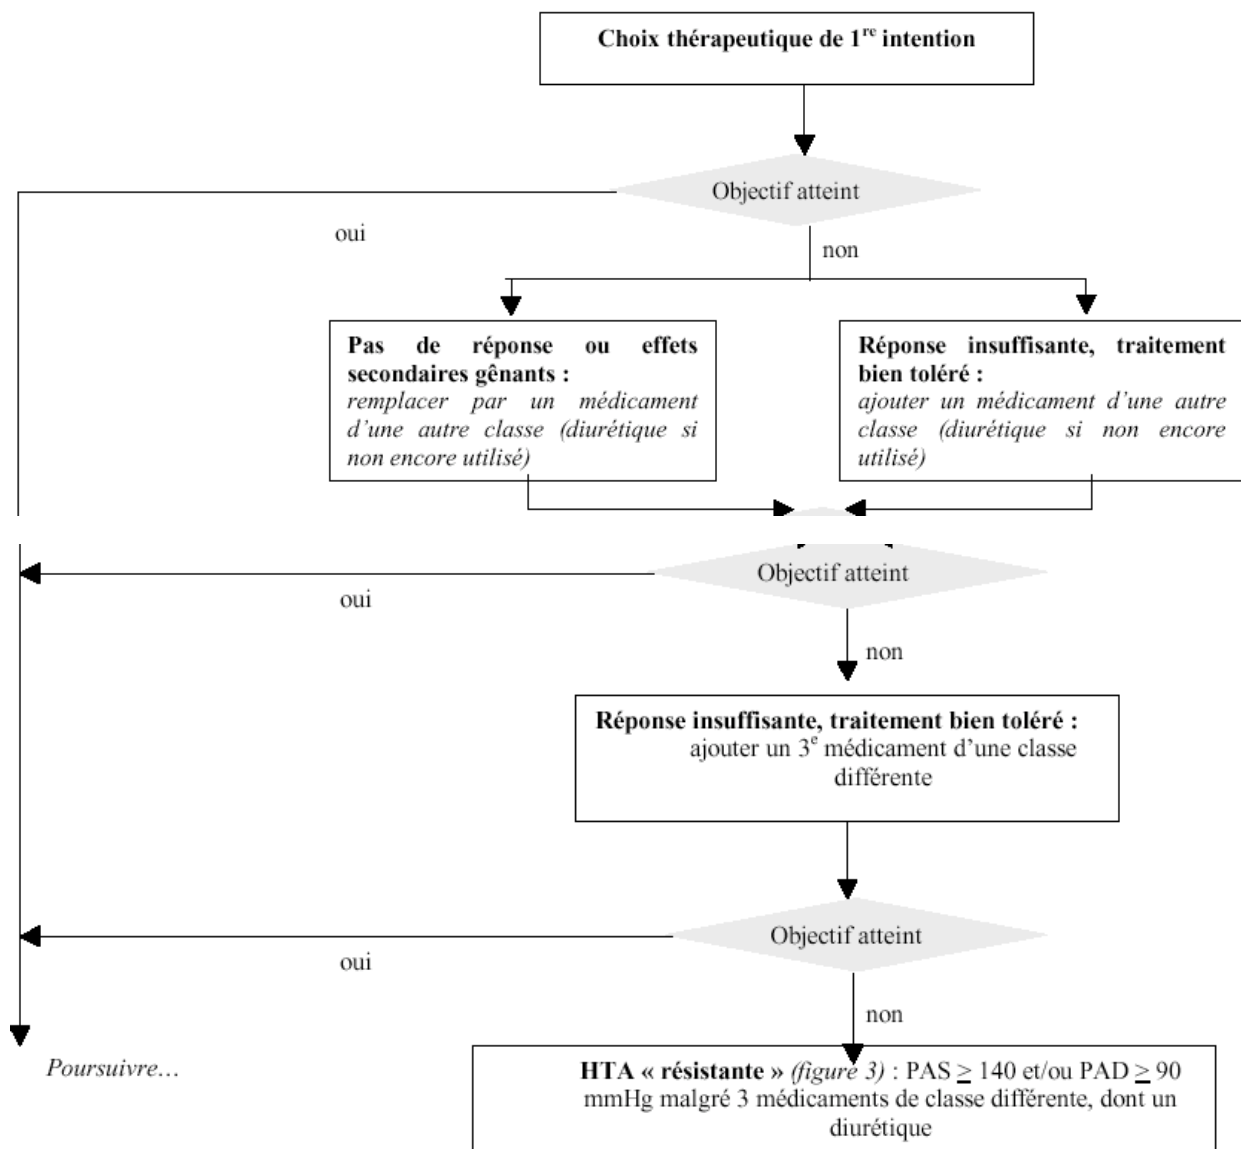 Choix thérapeutique de 1re intention
Objectif atteint
oui
non
Pas de réponse ou effets
secondaires gênants :
remplacer par un médicament
d'une autre classe (diurétique si
non encore utilisé)
Réponse insuffisante, traitement
bien toléré :
ajouter un médicament d'une autre
classe (diurétique si non encore
utilisé)
Objectif atteint
oui
non
Réponse insuffisante, traitement bien toléré :
ajouter un 3e médicament d'une classe
différente
Objectif atteint
oui
non
Poursuivre…
HTA « résistante » (figure 3) : PAS ≥ 140 et/ou PAD ≥ 90
mmHg malgré 3 médicaments de classe différente, dont un
diurétique